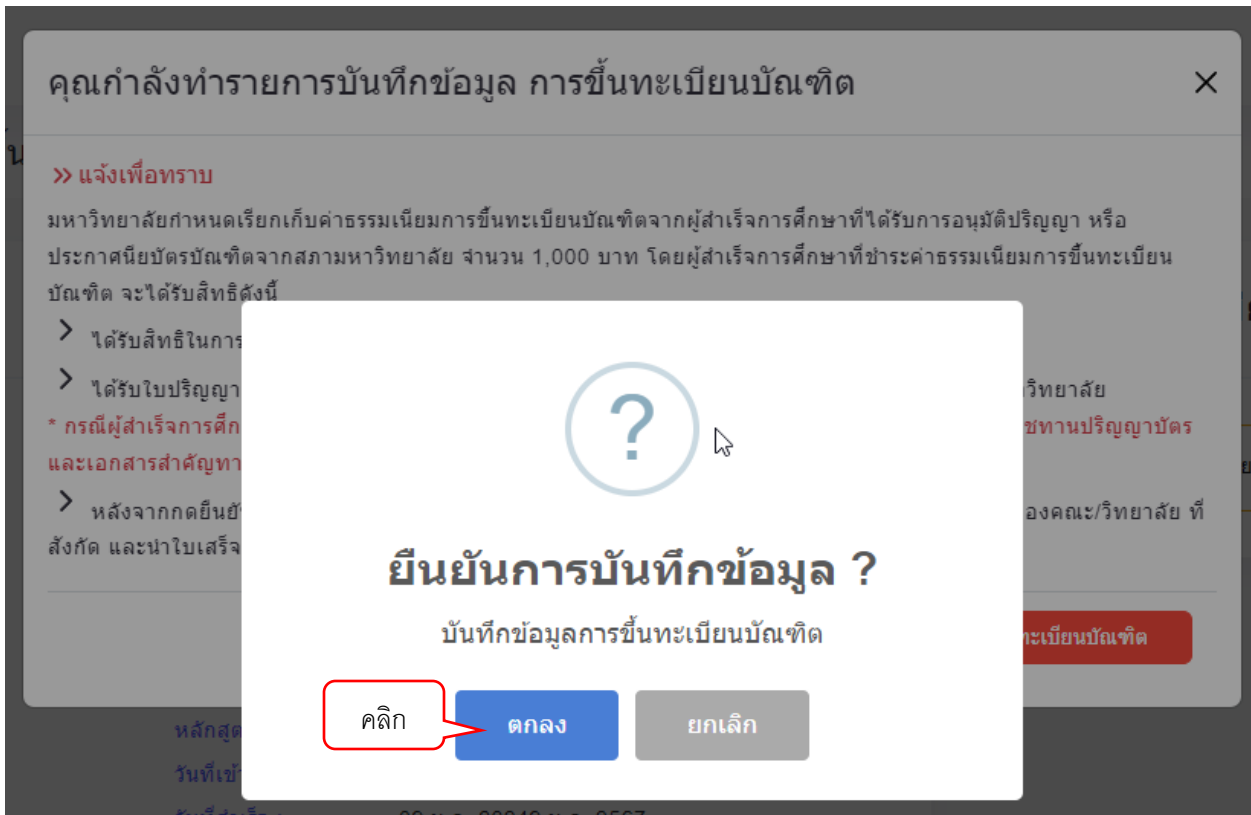 คุณกำลังทำรายการบันทึกข้อมูล การขึ้นทะเบียนบัณฑิต
» แจ้งเพื่อทราบ
มหาวิทยาลัยกำหนดเรียกเก็บค่าธรรมเนียมการขึ้นทะเบียนบัณฑิตจากผู้สำเร็จการศึกษาที่ได้รับการอนุมัติปริญญา หรือ
ประกาศนียบัตรบัณฑิตจากสภามหาวิทยาลัย จำนวน 1,000 บาท โดยผู้สำเร็จการศึกษาที่ชำระค่าธรรมเนียมการขึ้นทะเบียน
บัณฑิต จะได้รับสิทธิดังนี้
ได้รับสิทธิในการ
ได้รับใบปริญญา วิทยาลัย
* กรณีผู้สำเร็จการศึก ชทานปริญญาบัตร
และเอกสารสำคัญทา
หลังจากกดยืนยั องคณะ/วิทยาลัย ที่
สังกัด และนำใบเสร็จ
?
ยืนยันการบันทึกข้อมูล ?
บันทึกข้อมูลการขึ้นทะเบียนบัณฑิต
ทะเบียนบัณฑิต
คลิก
ตกลง
ยกเลิก
หลักสูต
วันที่เข้